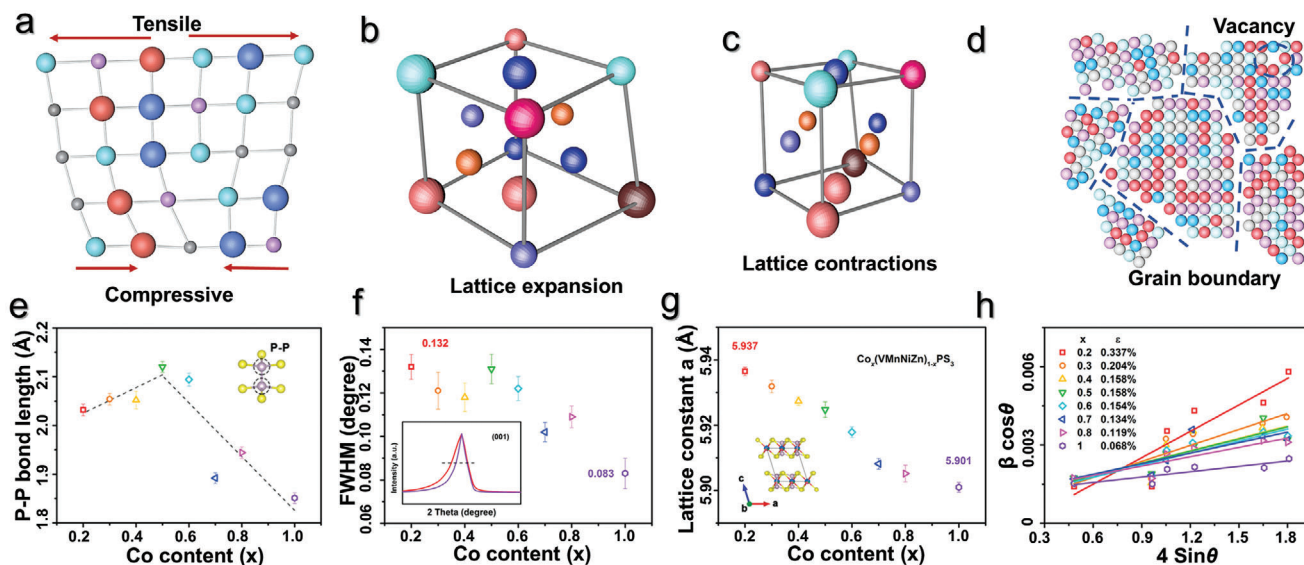 a
Tensile
Compressive
b
Lattice expansion
c
Lattice contractions
d
Vacancy
Grain boundary
e
P-P bond length (Å)
2.2
2.1
2.0
1.9
1.8
P-P
0.2 0.4 0.6 0.8 1.0
Co content (x)
f
FWHM (degree)
0.14
0.12
0.10
0.08
0.06
0.132
0.083
Intensity (a.u.)
(001)
2 Theta (degree)
0.2 0.4 0.6 0.8 1.0
Co content (x)
g
Lattice constant a (Å)
5.94
5.92
5.90
5.937
Coₓ(VMnNiZn)₁₋ₓPS₃
5.901
c
b
a
0.2 0.4 0.6 0.8 1.0
Co content (x)
h
β cosθ
0.006
0.003
0
x ε
0.2 0.337%
0.3 0.204%
0.4 0.158%
0.5 0.158%
0.6 0.154%
0.7 0.134%
0.8 0.119%
1 0.068%
0.3 0.6 0.9 1.2 1.5 1.8
4 Sinθ